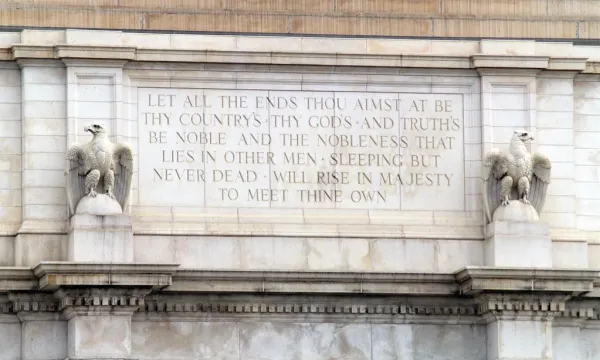 LET ALL THE ENDS THOU AIMST AT BE
THY COUNTRY'S · THY GOD'S · AND TRUTH'S
BE NOBLE AND THE NOBLENESS THAT
LIES IN OTHER MEN · SLEEPING BUT
NEVER DEAD · WILL RISE IN MAJESTY
TO MEET THINE OWN